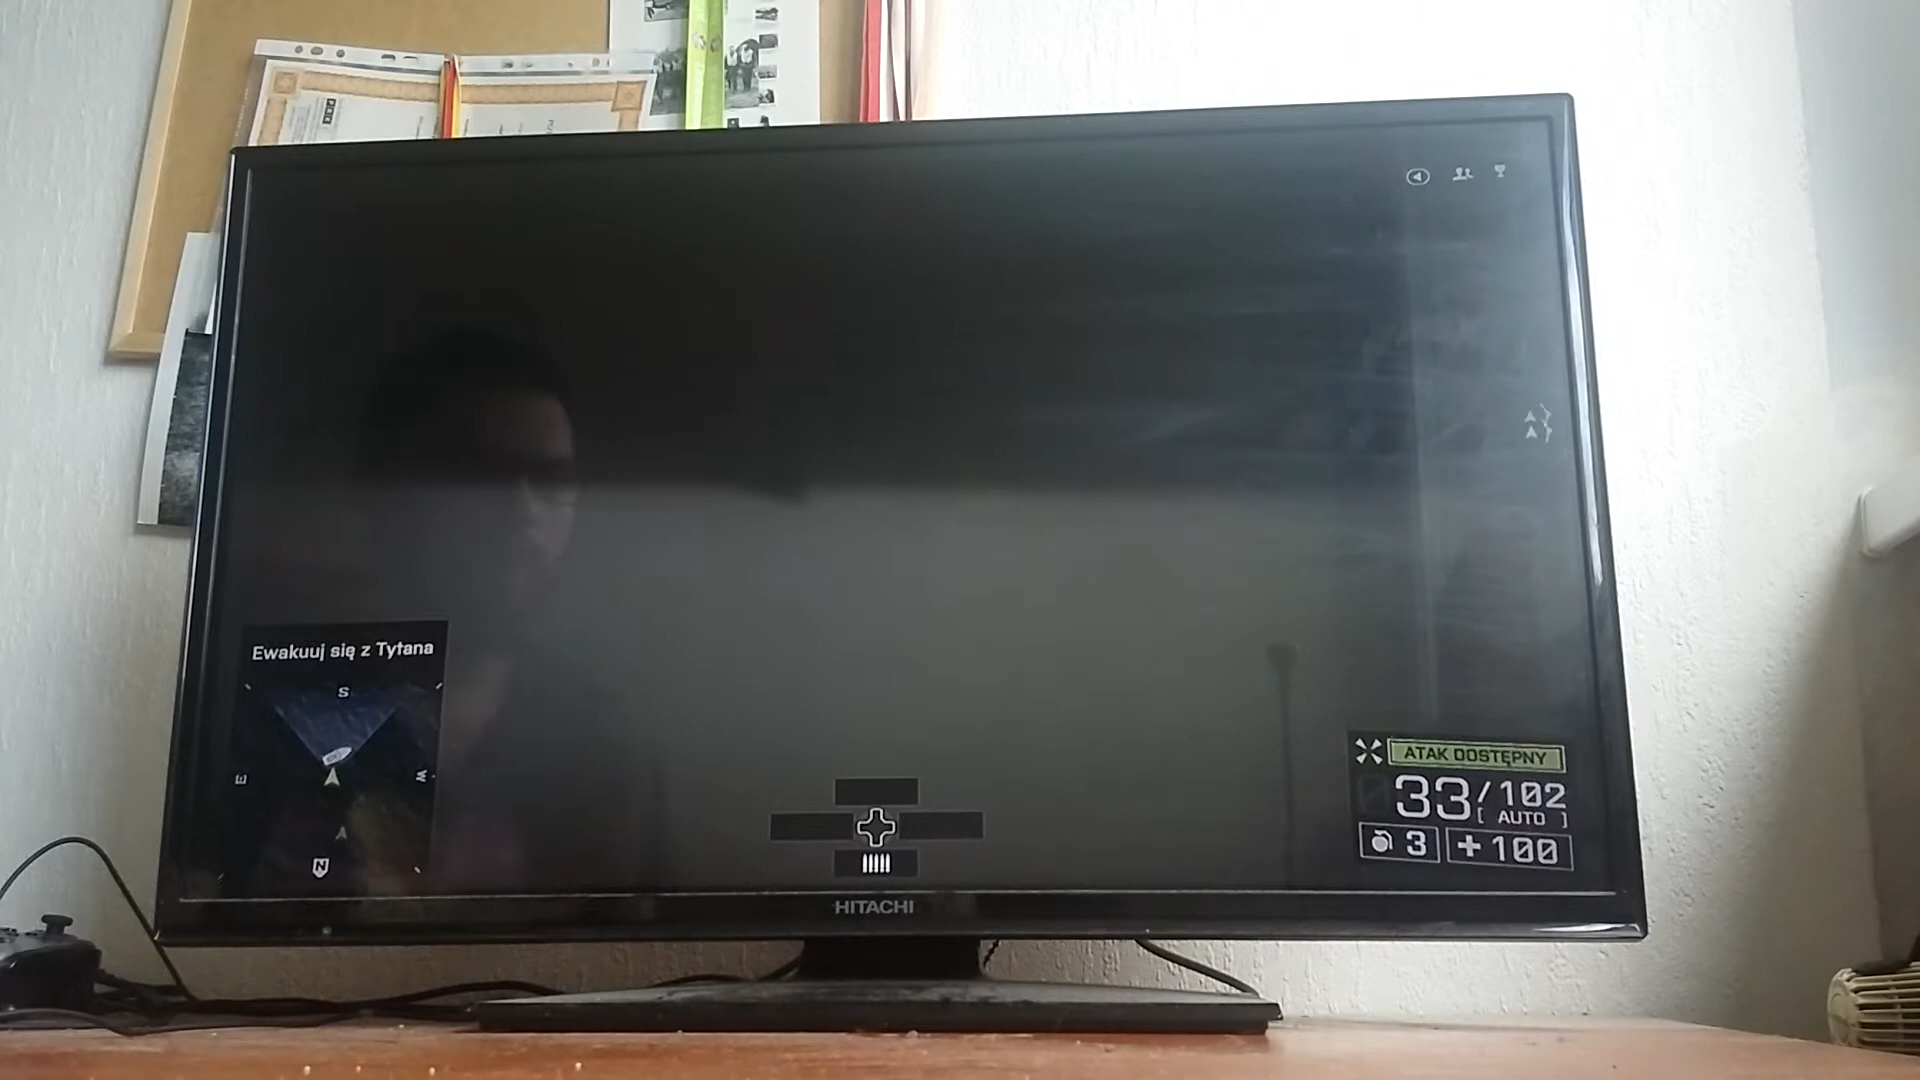 Ewakuuj się z Tytana
S
E
W
N
ATAK DOSTĘPNY
33/102
[ AUTO ]
3
100
HITACHI